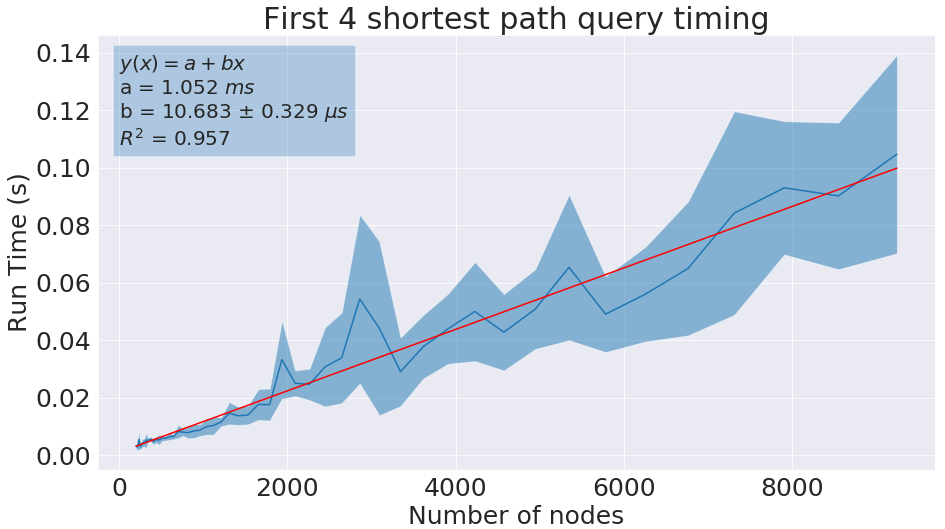 First 4 shortest path query timing
y(x) = a + bx
a = 1.052 ms
b = 10.683 ± 0.329 μs
R² = 0.957
Run Time (s)
0.14
0.12
0.10
0.08
0.06
0.04
0.02
0.00
0 2000 4000 6000 8000
Number of nodes